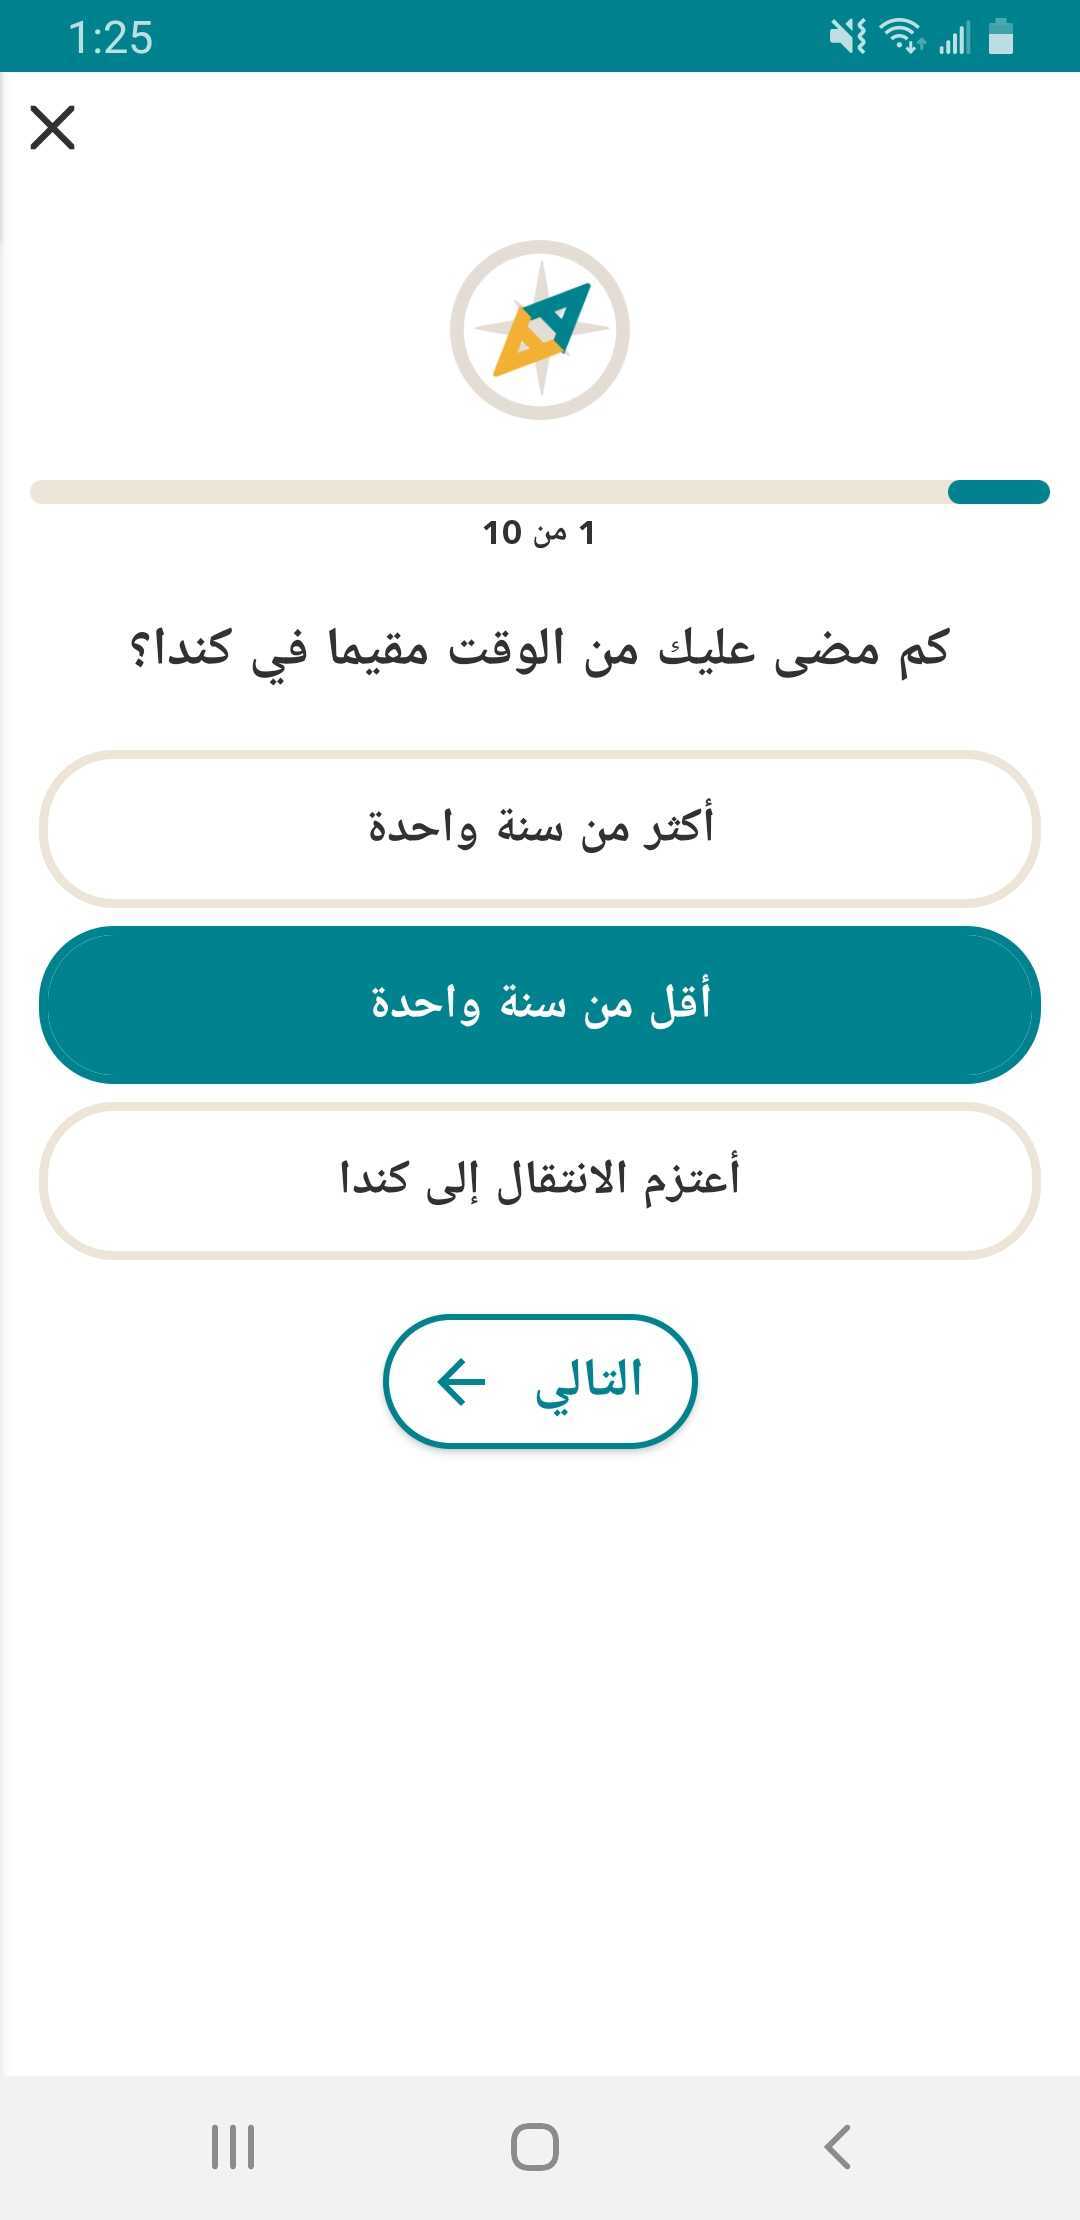 1:25
1 من 10
كم مضى عليك من الوقت مقيما في كندا؟
أكثر من سنة واحدة
أقل من سنة واحدة
أعتزم الانتقال إلى كندا
التالي